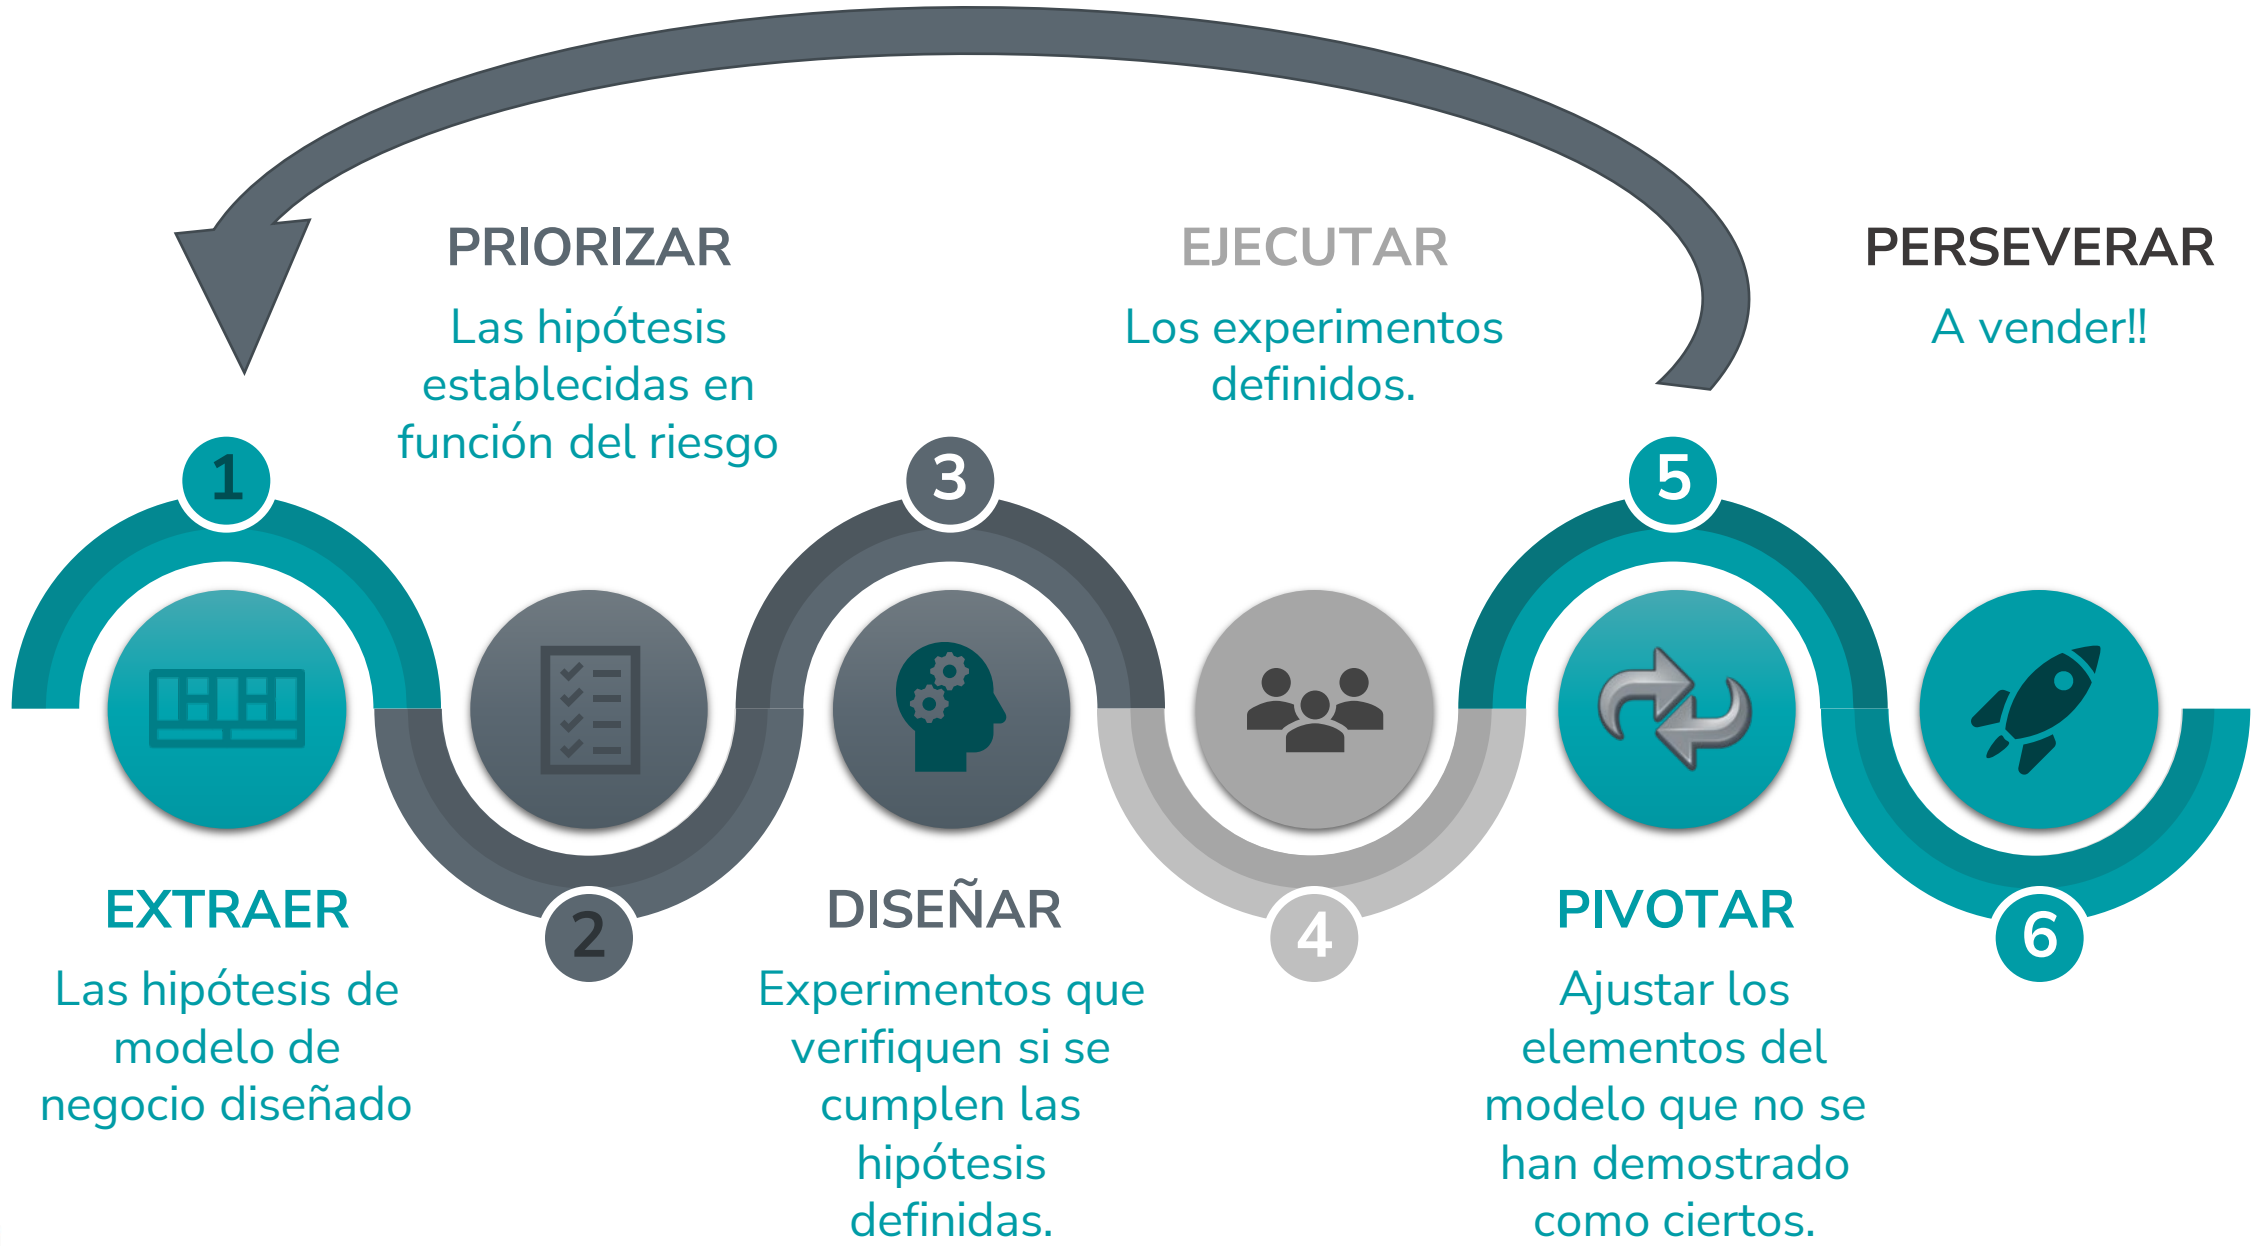 1
EXTRAER
Las hipótesis de
modelo de
negocio diseñado
PRIORIZAR
Las hipótesis
establecidas en
función del riesgo
2
3
DISEÑAR
Experimentos que
verifiquen si se
cumplen las
hipótesis
definidas.
EJECUTAR
Los experimentos
definidos.
4
5
PIVOTAR
Ajustar los
elementos del
modelo que no se
han demostrado
como ciertos.
PERSEVERAR
A vender!!
6